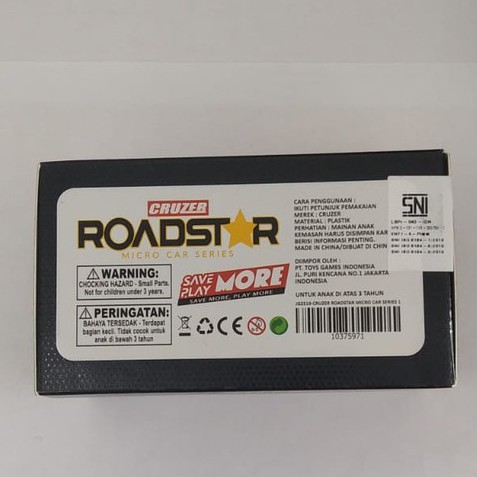 CRUZER
ROADSTAR
MICRO CAR SERIES
WARNING:
CHOCKING HAZARD - Small Parts.
Not for children under 3 years.
PERINGATAN:
BAHAYA TERSEDAK - Terdapat
bagian kecil. Tidak cocok untuk
anak di bawah 3 tahun
SAVE MORE
PLAY
SAVE MORE, PLAY MORE
CE
CARA PENGGUNAAN :
IKUTI PETUNJUK PEMAKAIAN
MEREK : CRUZER
MATERIAL : PLASTIK
PERHATIAN : MAINAN ANAK
KEMASAN HARUS DISIMPAN KAR
BERISI INFORMASI PENTING.
MADE IN CHINA/DIBUAT DI CHIN
DIIMPOR OLEH :
PT. TOYS GAMES INDONESIA
JL. PURI KENCANA NO.1 JAKARTA
INDONESIA
UNTUK ANAK DI ATAS 3 TAHUN
ROADSTAR MICRO CAR SERIES 1
10375971
SNI